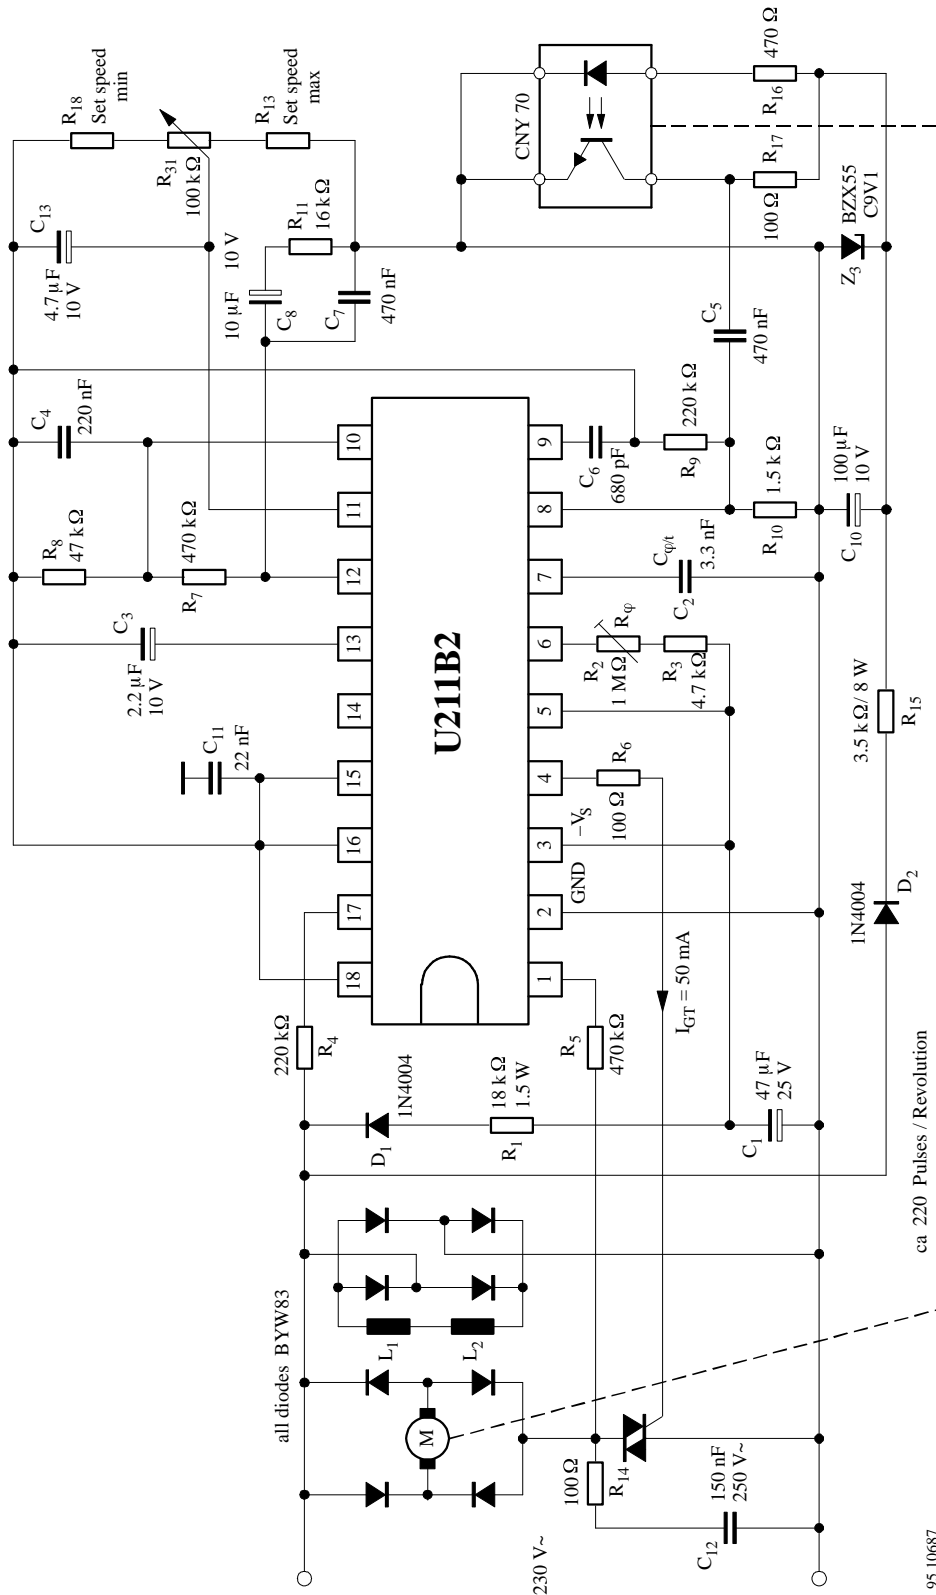 R18
Set speed
min
R31
100 kΩ
R13
Set speed
max
C13
4.7 µF
10 V
R11
16 kΩ
10 V
10 µF
C8
C7
470 nF
CNY 70
470 Ω
R16
R17
100 Ω
BZX55
C9V1
Z3
C5
470 nF
C4
220 nF
R8
47 kΩ
470 kΩ
R7
C3
2.2 µF
10 V
C11
22 nF
10
11
12
13
14
15
16
17
18
U211B2
9
8
7
6
5
4
3
2
1
C6
680 pF
220 kΩ
R9
1.5 kΩ
R10
100 µF
10 V
C10
Cφ/t
3.3 nF
C2
Rφ
R2
1 MΩ
R3
4.7 kΩ
R6
100 Ω
–VS
GND
3.5 kΩ/ 8 W
R15
1N4004
D2
IGT = 50 mA
220 kΩ
R4
R5
470 kΩ
1N4004
D1
18 kΩ
1.5 W
R1
47 µF
25 V
C1
ca 220 Pulses / Revolution
all diodes BYW83
L1
L2
M
100 Ω
R14
230 V~
150 nF
250 V~
C12
95 10687